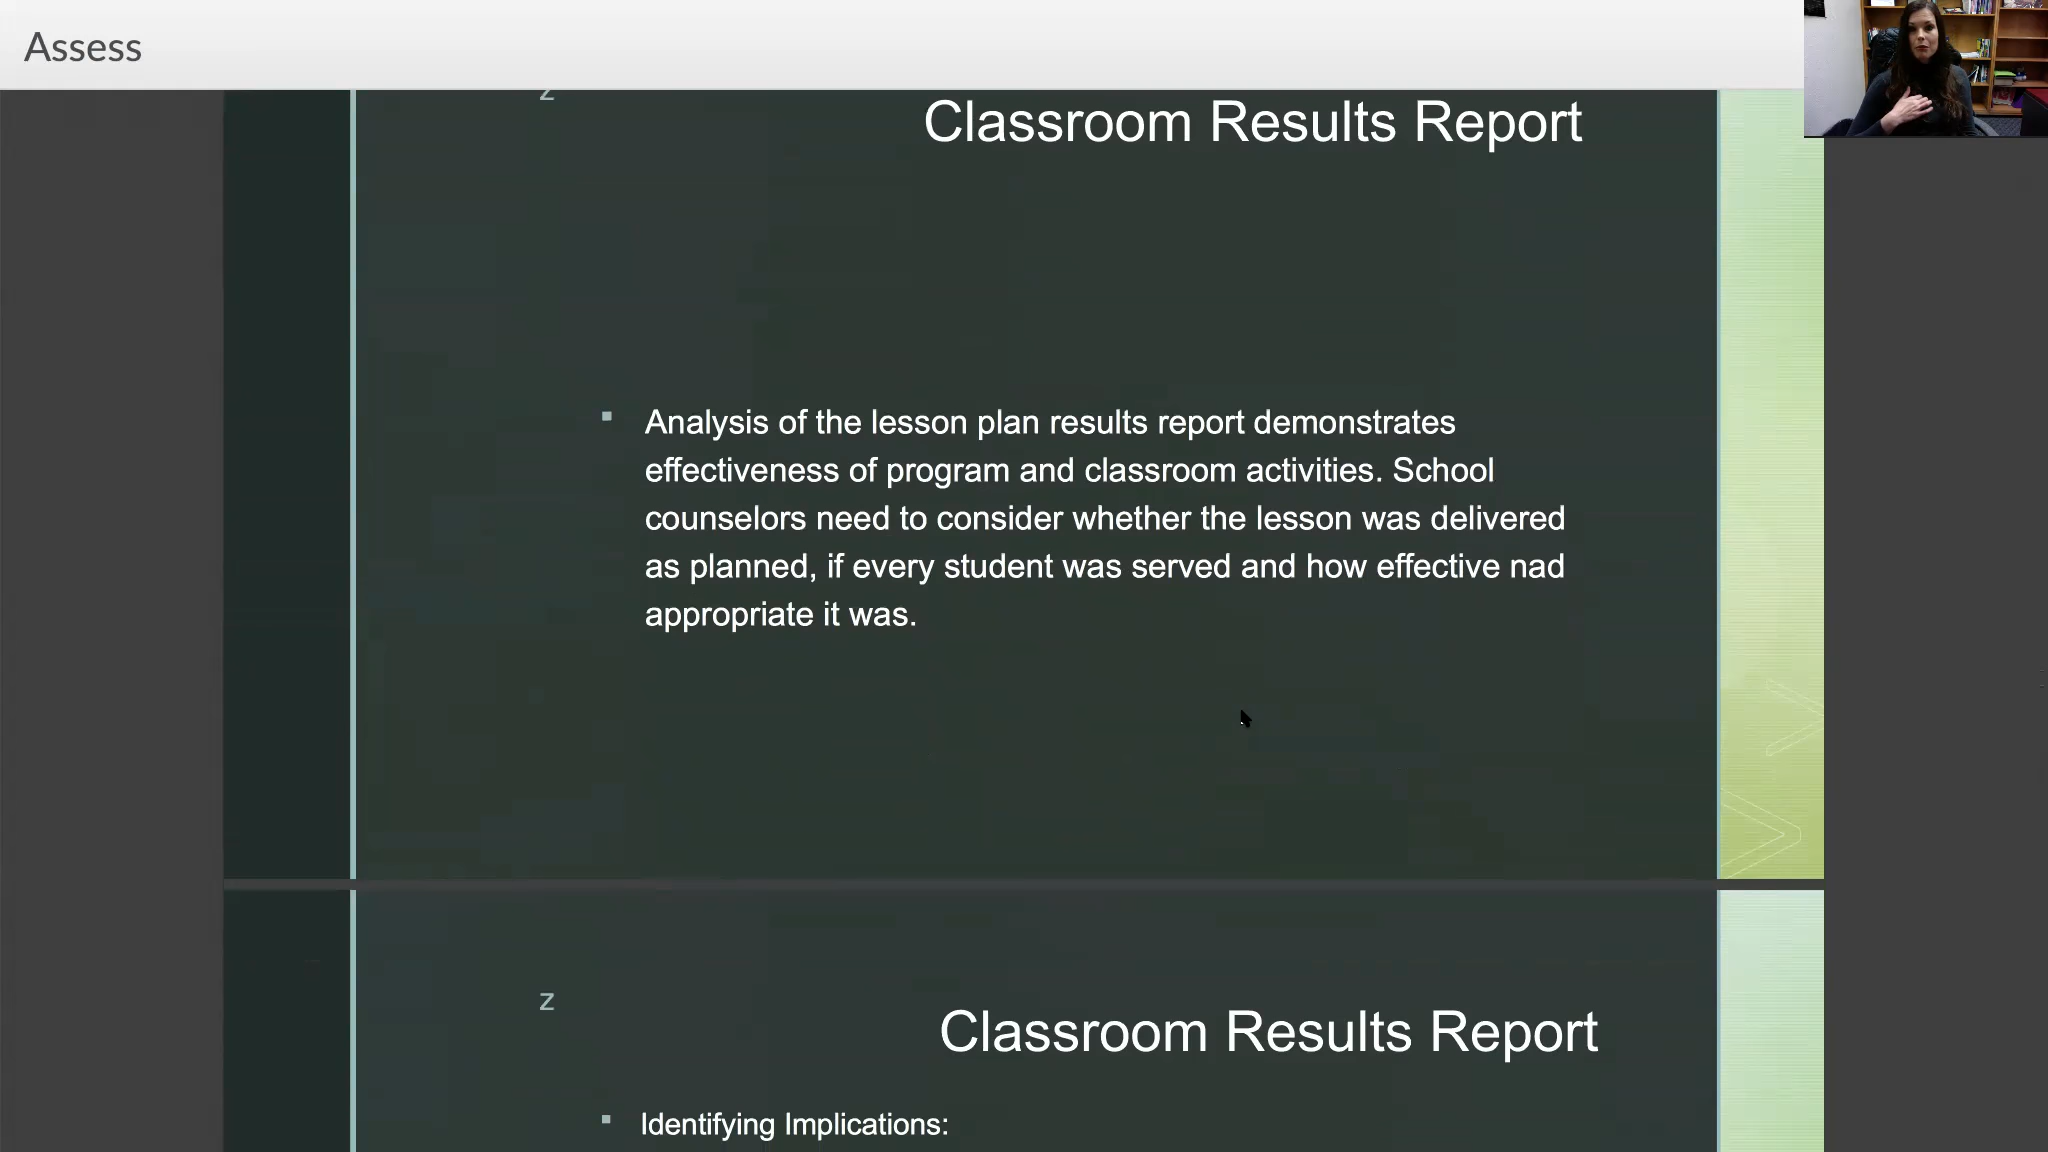 Assess
z
Classroom Results Report
▪ Analysis of the lesson plan results report demonstrates
effectiveness of program and classroom activities. School
counselors need to consider whether the lesson was delivered
as planned, if every student was served and how effective nad
appropriate it was.
z
Classroom Results Report
▪ Identifying Implications: